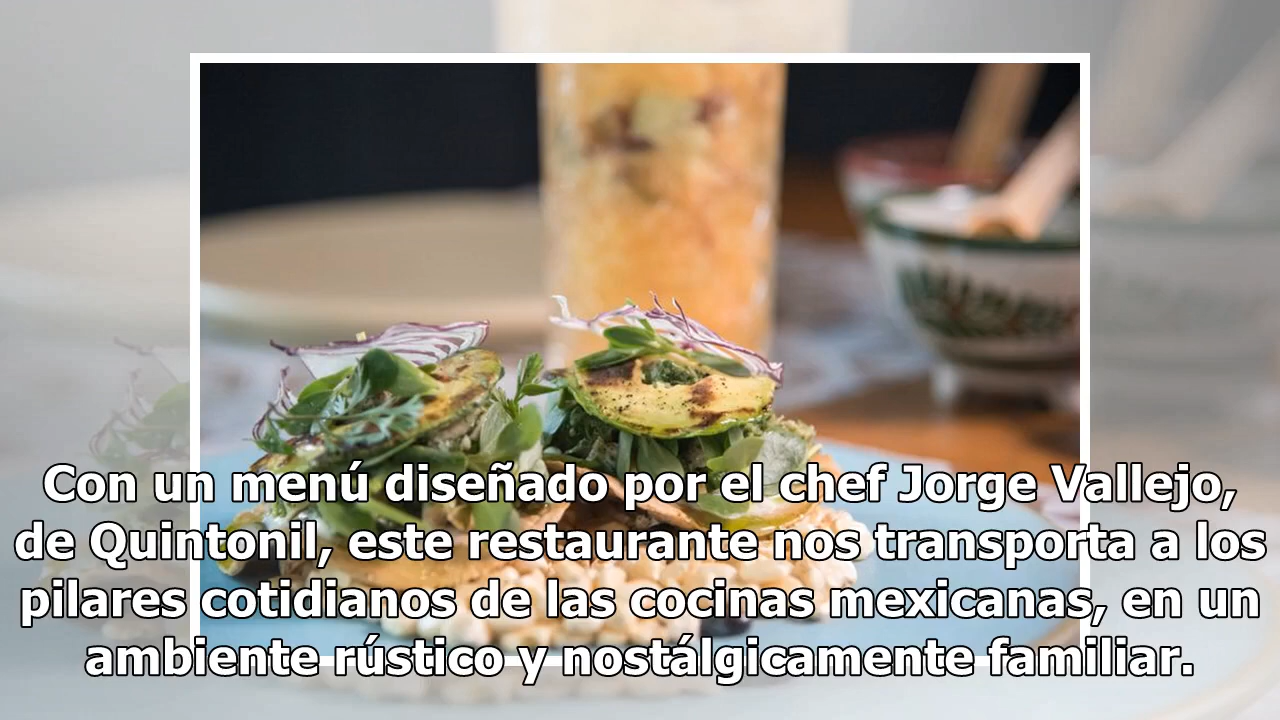 Con un menú diseñado por el chef Jorge Vallejo,
de Quintonil, este restaurante nos transporta a los
pilares cotidianos de las cocinas mexicanas, en un
ambiente rústico y nostálgicamente familiar.